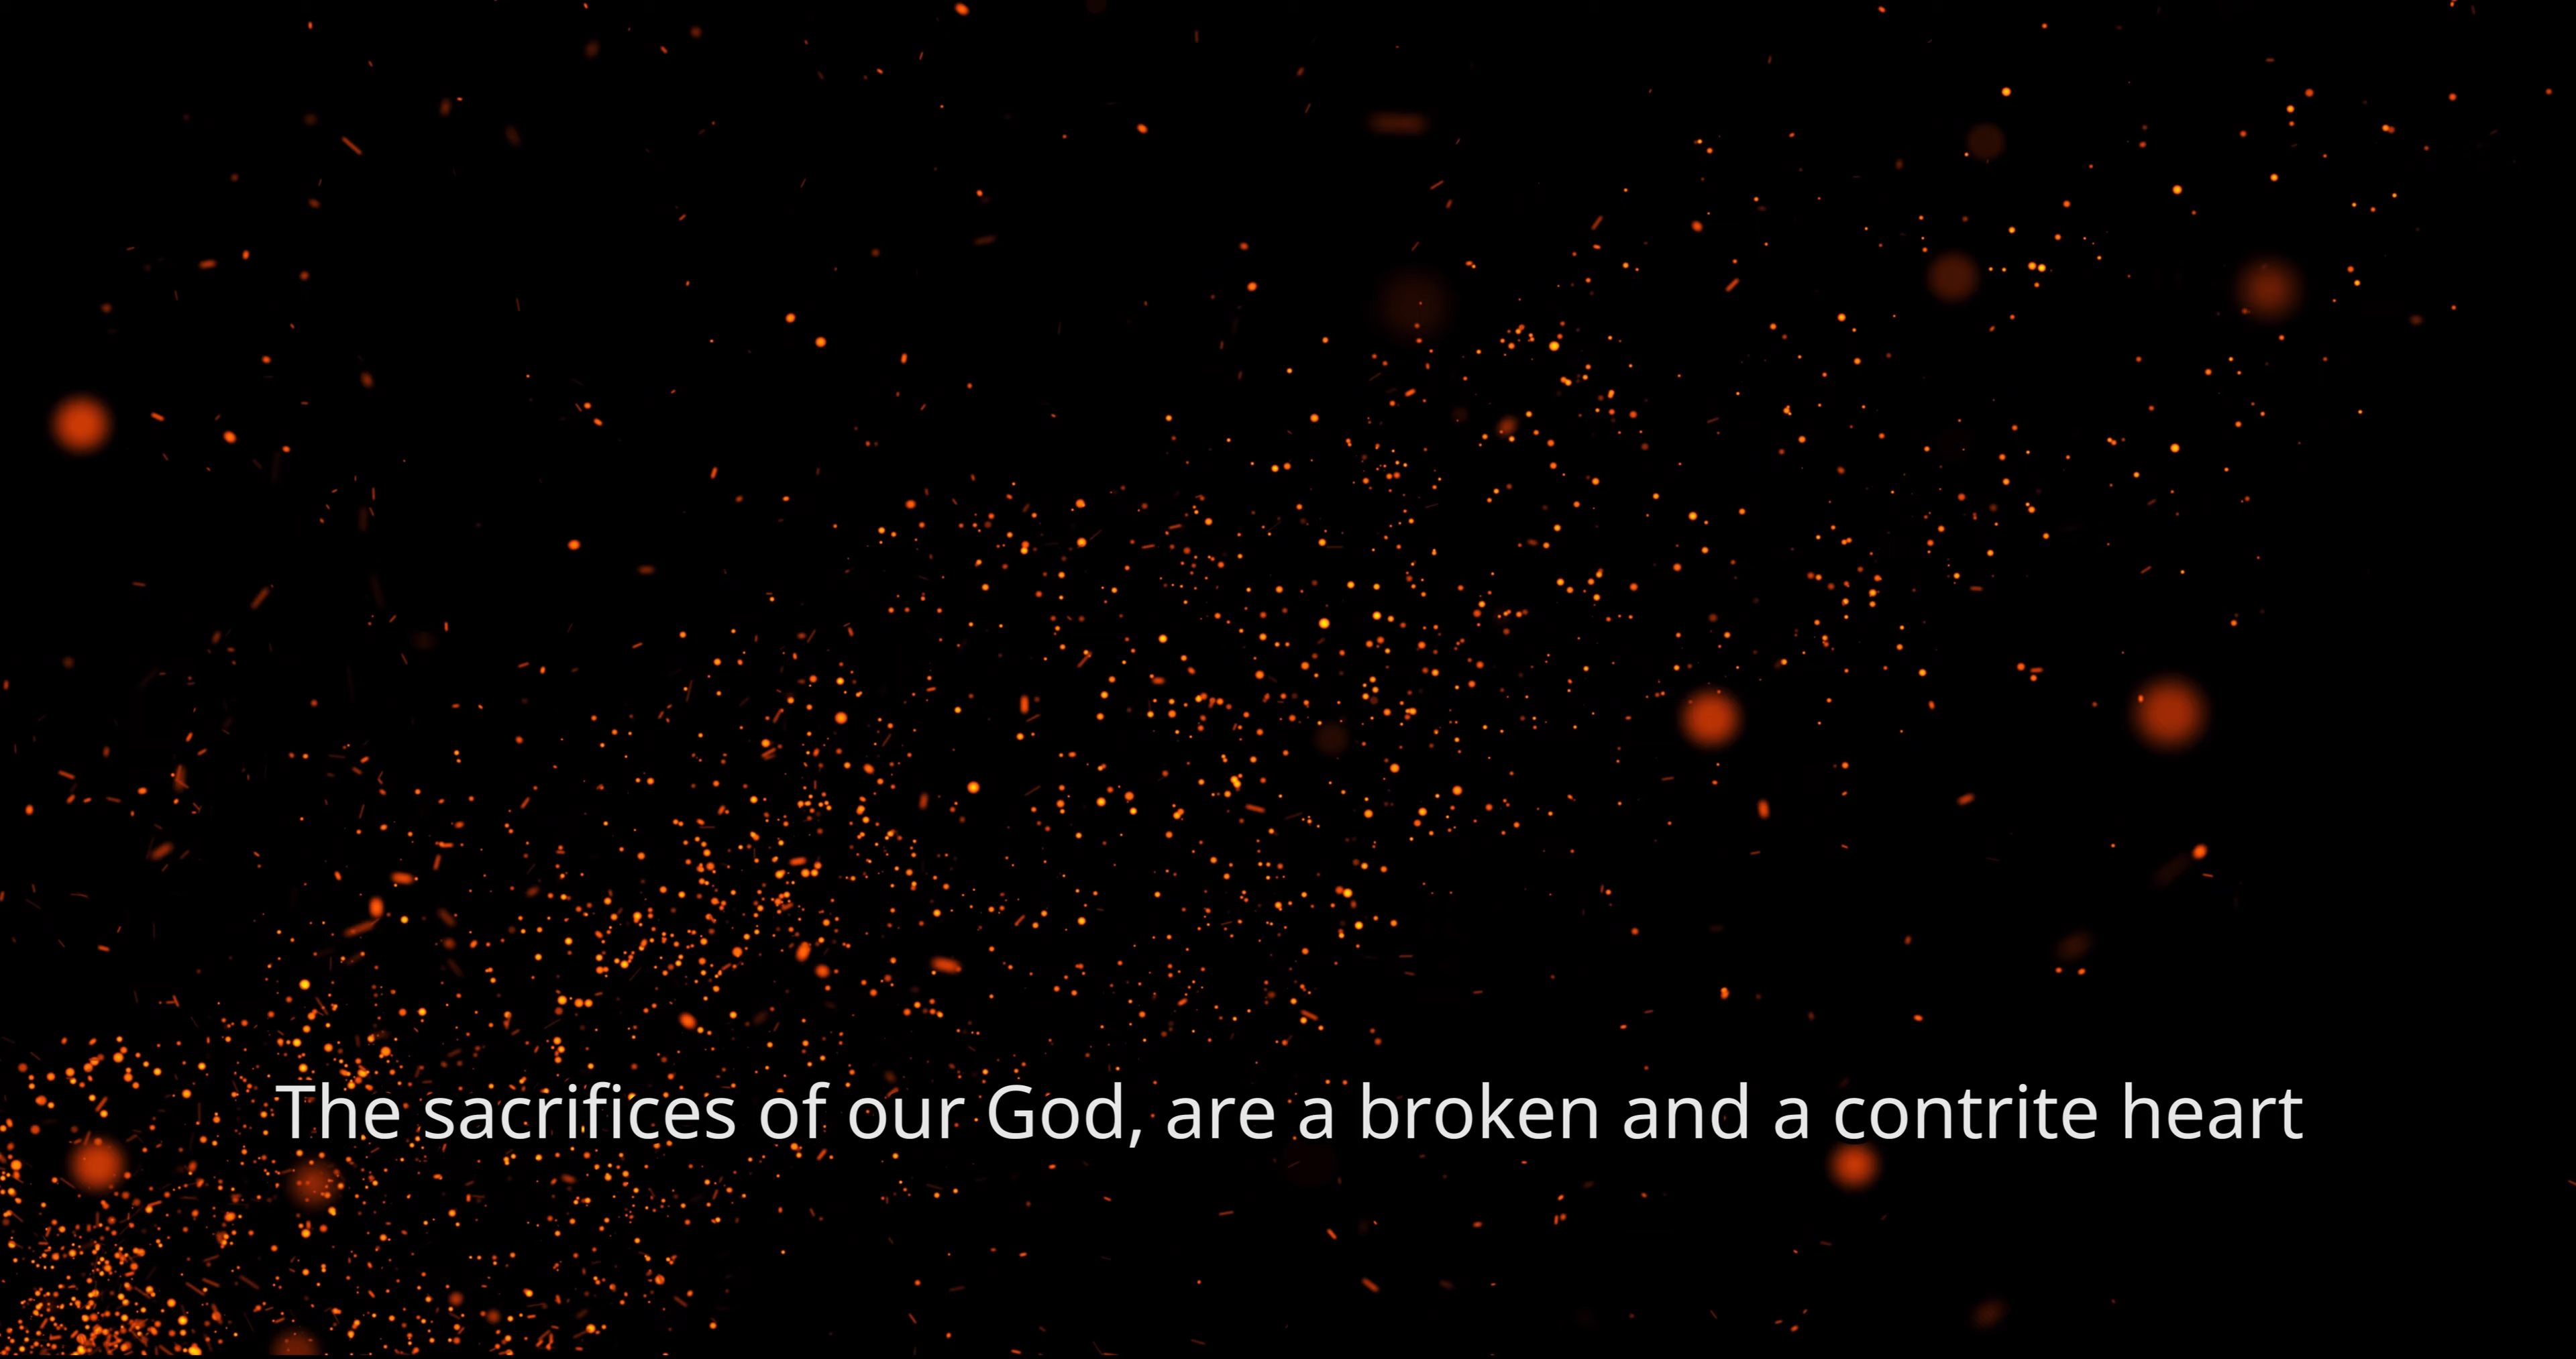 The sacrifices of our God, are a broken and a contrite heart